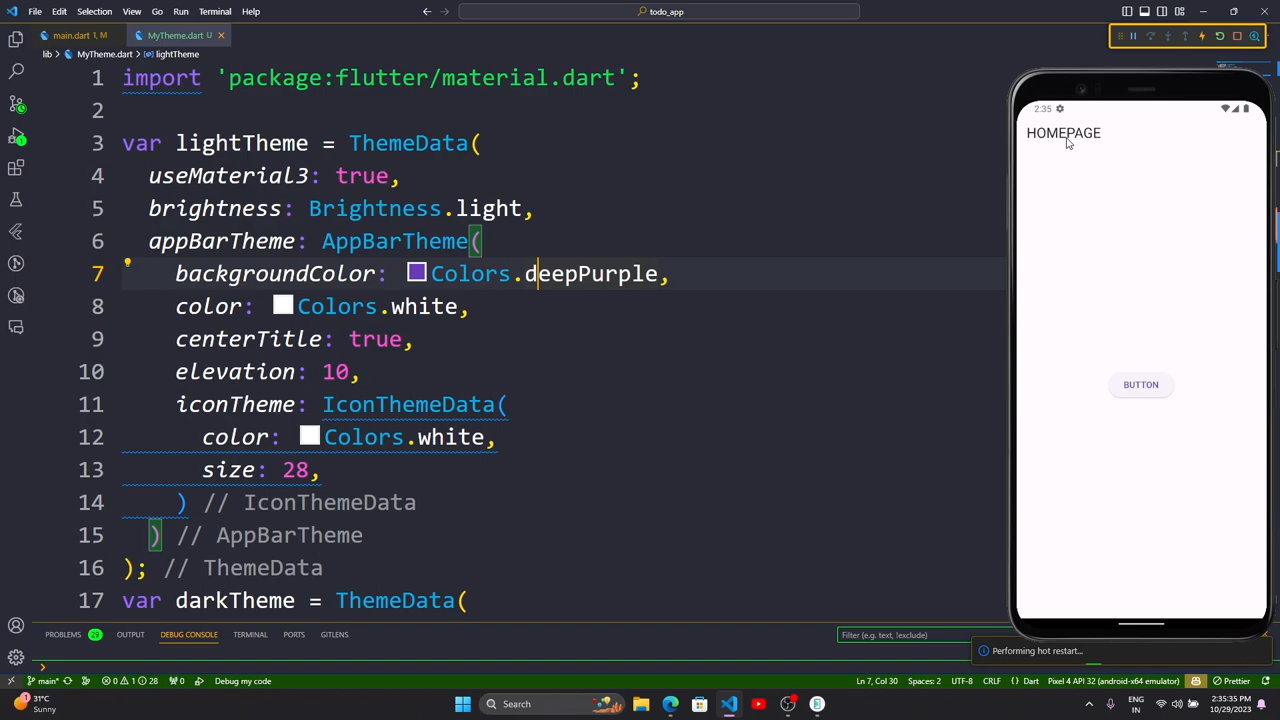 File Edit Selection View Go Run Terminal Help
todo_app
main.dart 1, M
MyTheme.dart U
lib > MyTheme.dart > lightTheme
1 import 'package:flutter/material.dart';
2
3 var lightTheme = ThemeData(
4 useMaterial3: true,
5 brightness: Brightness.light,
6 appBarTheme: AppBarTheme(
7 backgroundColor: Colors.deepPurple,
8 color: Colors.white,
9 centerTitle: true,
10 elevation: 10,
11 iconTheme: IconThemeData(
12 color: Colors.white,
13 size: 28,
14 ) // IconThemeData
15 ) // AppBarTheme
16 ); // ThemeData
17 var darkTheme = ThemeData(
2:35
HOMEPAGE
BUTTON
PROBLEMS 29 OUTPUT DEBUG CONSOLE TERMINAL PORTS GITLENS
Filter (e.g. text, !exclude)
Performing hot restart...
main* 0 1 28 0 Debug my code
Ln 7, Col 30 Spaces: 2 UTF-8 CRLF {} Dart Pixel 4 API 32 (android-x64 emulator) Prettier
1
31°C
Sunny
Search
ENG
IN
2:35:35 PM
10/29/2023